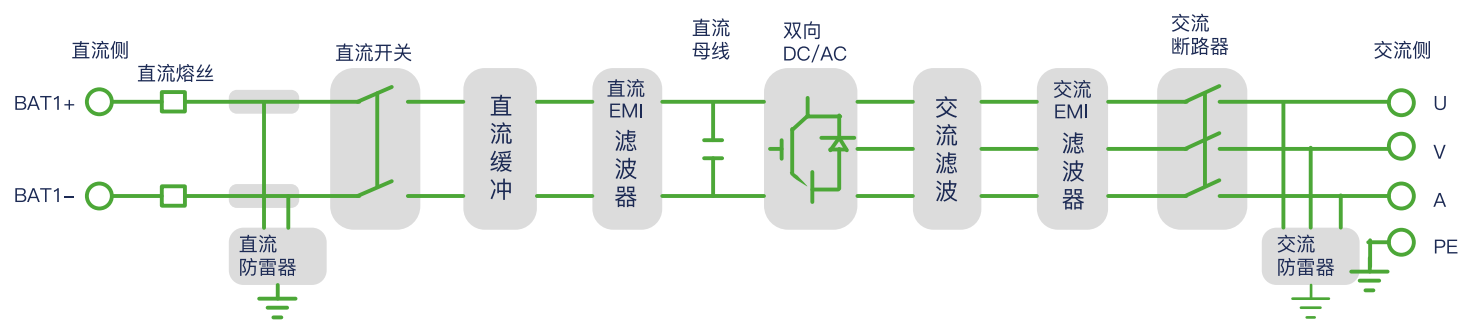 直流侧
BAT1+
BAT1-
直流熔丝
直流
防雷器
直流开关
直
流
缓
冲
直流
EMI
滤
波
器
直流
母线
双向
DC/AC
交
流
滤
波
交流
EMI
滤
波
器
交流
断路器
交流
防雷器
交流侧
U
V
A
PE